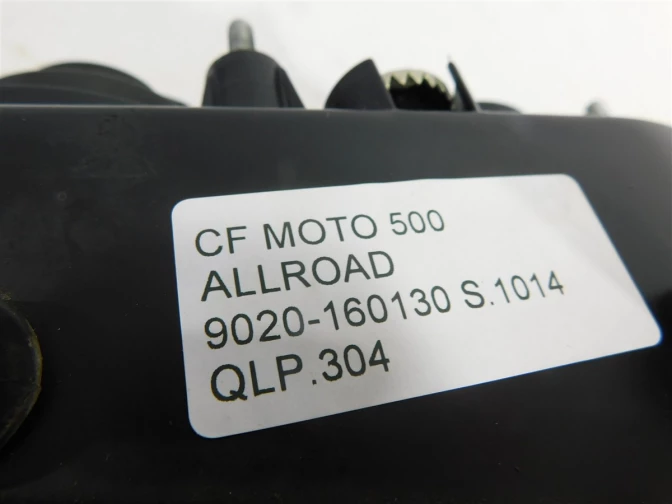 CF MOTO 500
ALLROAD
9020-160130 S.1014
QLP.304